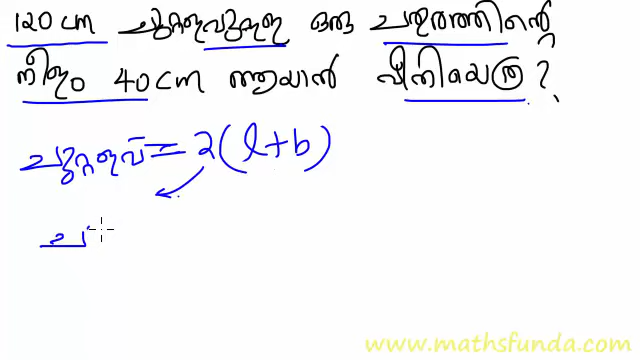 120 cm ചുറ്റളവുള്ള ഒരു ചതുരത്തിന്റെ
നീളം 40cm ആയാൽ വീതിയെത്ര?
ചുറ്റളവ് = 2(l+b)
ച
www.mathsfunda.com